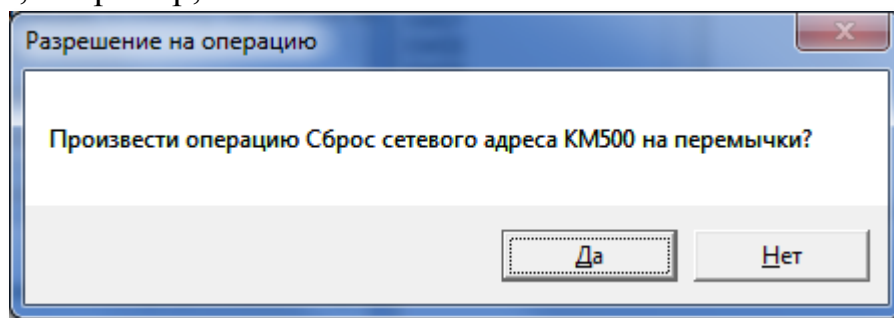 Разрешение на операцию
Произвести операцию Сброс сетевого адреса КМ500 на перемычки?
Да
Нет